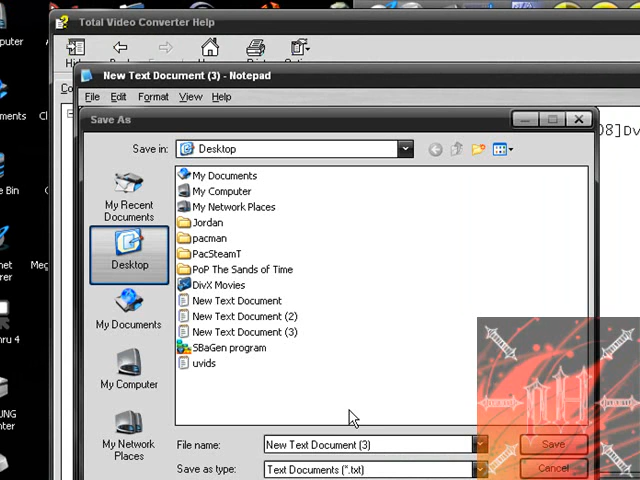 Total Video Converter Help
New Text Document (3) - Notepad
File Edit Format View Help
Save As
Save in: Desktop
My Documents
My Computer
My Network Places
Jordan
pacman
PacSteamT
PoP The Sands of Time
DivX Movies
New Text Document
New Text Document (2)
New Text Document (3)
SBaGen program
uvids
My Recent
Documents
Desktop
My Documents
My Computer
My Network
Places
File name: New Text Document (3) Save
Save as type: Text Documents (*.txt) Cancel